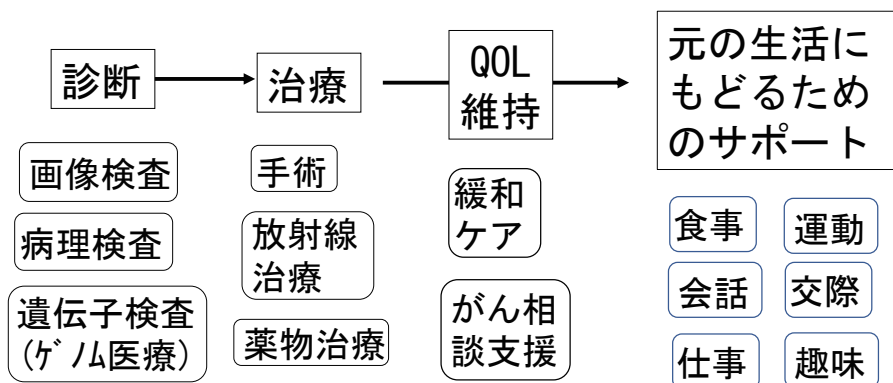 診断
治療
QOL
維持
元の生活に
もどるため
のサポート
画像検査
病理検査
遺伝子検査
(ｹﾞﾉﾑ医療)
手術
放射線
治療
薬物治療
緩和
ケア
がん相
談支援
食事
運動
会話
交際
仕事
趣味